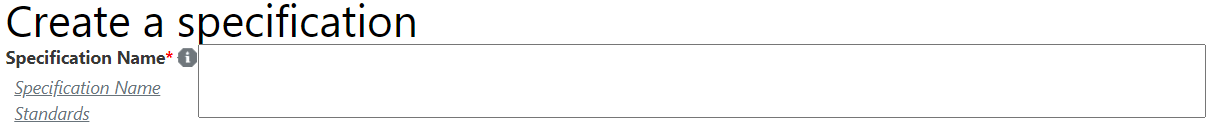 Create a specification
Specification Name*
Specification Name
Standards